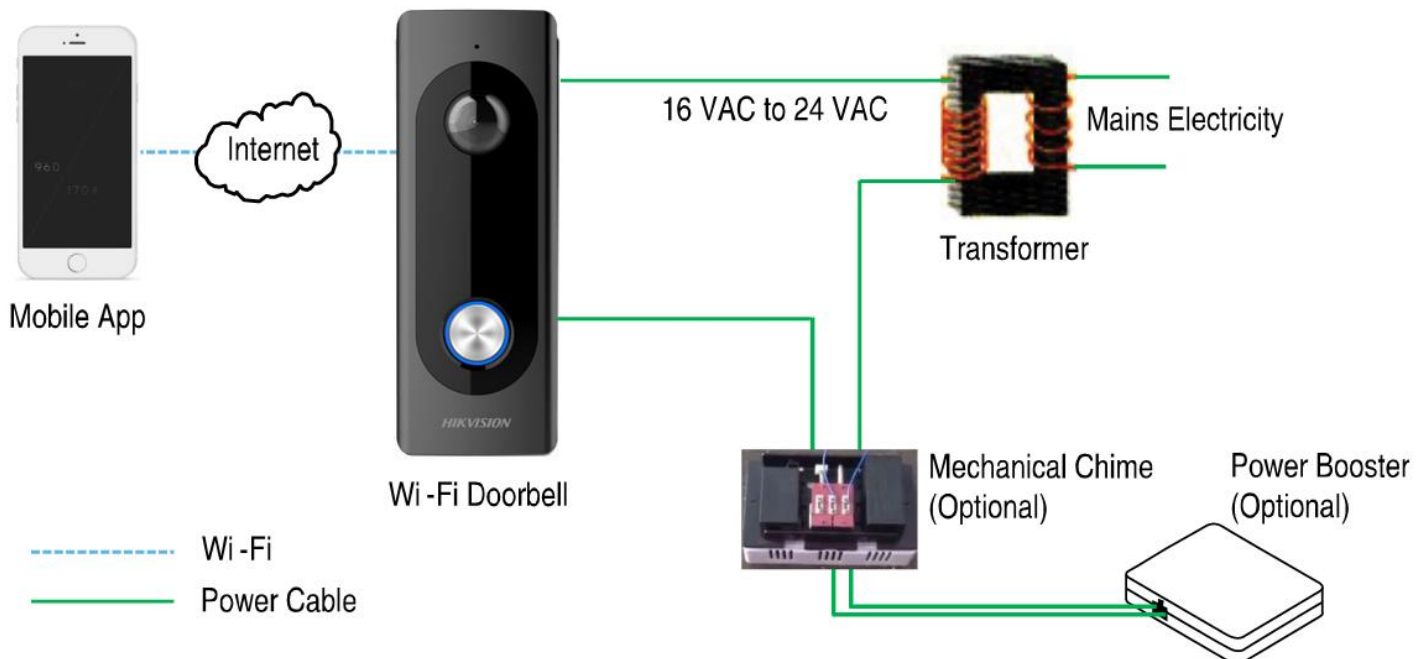 Internet
16 VAC to 24 VAC
Mains Electricity
Transformer
Mobile App
HIKVISION
Wi -Fi Doorbell
Mechanical Chime
(Optional)
Power Booster
(Optional)
Wi -Fi
Power Cable